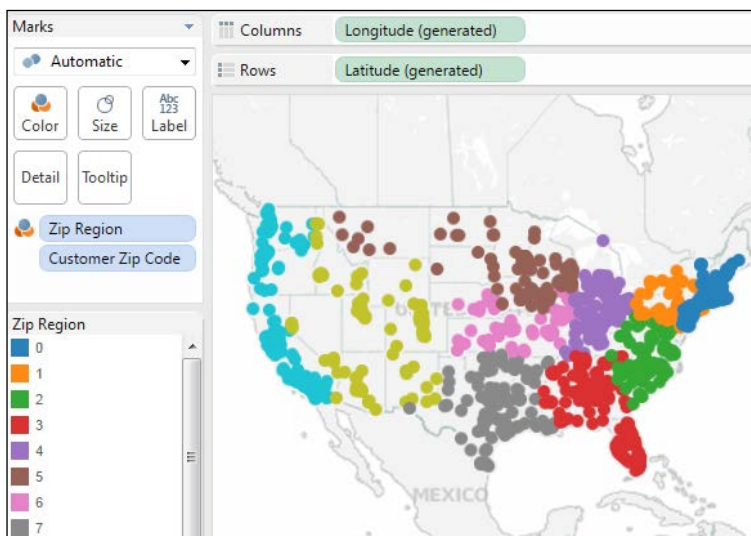 Marks
Columns
Longitude (generated)
Automatic
Rows
Latitude (generated)
Color
Size
Abc
123
Label
Detail
Tooltip
Zip Region
Customer Zip Code
Zip Region
0
1
2
3
4
5
6
7
MEXICO